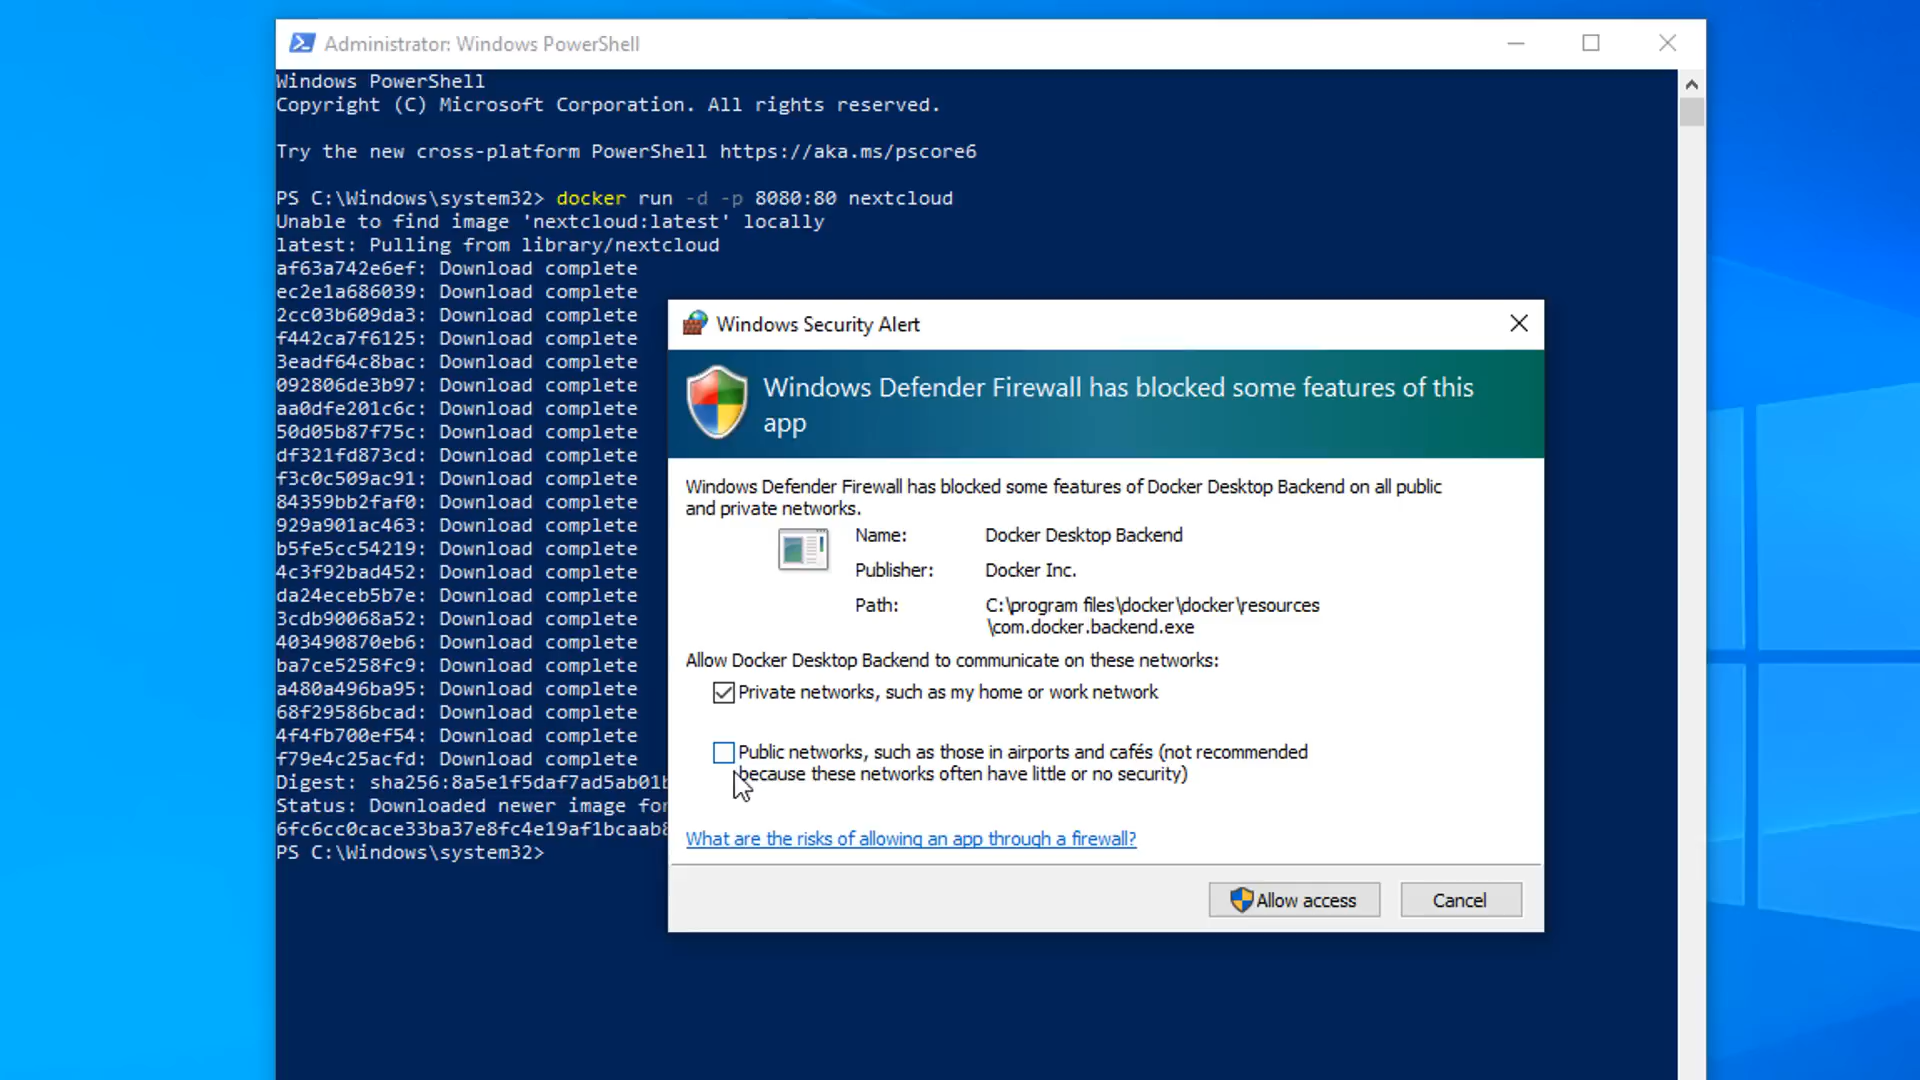 Administrator: Windows PowerShell
Windows PowerShell
Copyright (C) Microsoft Corporation. All rights reserved.
Try the new cross-platform PowerShell https://aka.ms/pscore6
PS C:\Windows\system32> docker run -d -p 8080:80 nextcloud
Unable to find image 'nextcloud:latest' locally
latest: Pulling from library/nextcloud
af63a742e6ef: Download complete
ec2e1a686039: Download complete
2cc03b609da3: Download complete
f442ca7f6125: Download complete
3eadf64c8bac: Download complete
092806de3b97: Download complete
aa0dfe201c6c: Download complete
50d05b87f75c: Download complete
df321fd873cd: Download complete
f3c0c509ac91: Download complete
84359bb2faf0: Download complete
929a901ac463: Download complete
b5fe5cc54219: Download complete
4c3f92bad452: Download complete
da24eceb5b7e: Download complete
3cdb90068a52: Download complete
403490870eb6: Download complete
ba7ce5258fc9: Download complete
a480a496ba95: Download complete
68f29586bcad: Download complete
4f4fb700ef54: Download complete
f79e4c25acfd: Download complete
Digest: sha256:8a5e1f5daf7ad5ab01b
Status: Downloaded newer image for
6fc6cc0cace33ba37e8fc4e19af1bcaab8
PS C:\Windows\system32>
Windows Security Alert
Windows Defender Firewall has blocked some features of this
app
Windows Defender Firewall has blocked some features of Docker Desktop Backend on all public
and private networks.
Name: Docker Desktop Backend
Publisher: Docker Inc.
Path: C:\program files\docker\docker\resources
\com.docker.backend.exe
Allow Docker Desktop Backend to communicate on these networks:
Private networks, such as my home or work network
Public networks, such as those in airports and cafés (not recommended
because these networks often have little or no security)
What are the risks of allowing an app through a firewall?
Allow access
Cancel